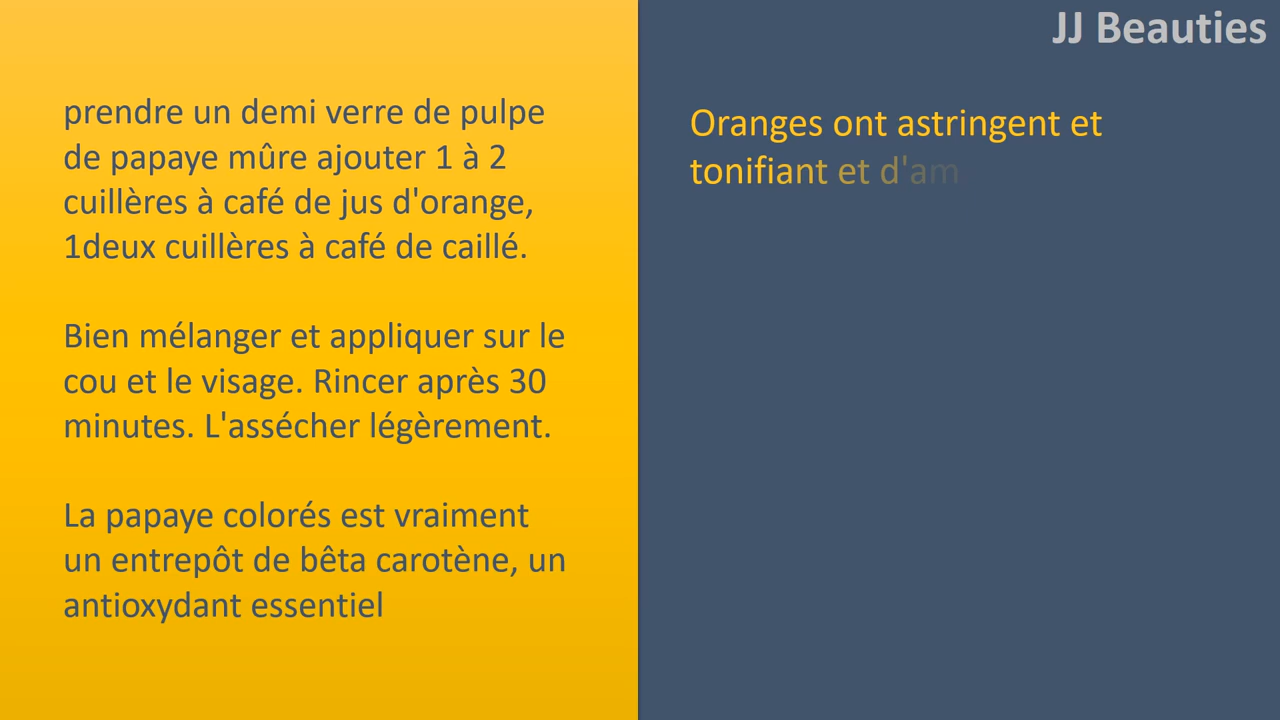 JJ Beauties
prendre un demi verre de pulpe
de papaye mûre ajouter 1 à 2
cuillères à café de jus d'orange,
1deux cuillères à café de caillé.
Bien mélanger et appliquer sur le
cou et le visage. Rincer après 30
minutes. L'assécher légèrement.
La papaye colorés est vraiment
un entrepôt de bêta carotène, un
antioxydant essentiel
Oranges ont astringent et
tonifiant et d'am